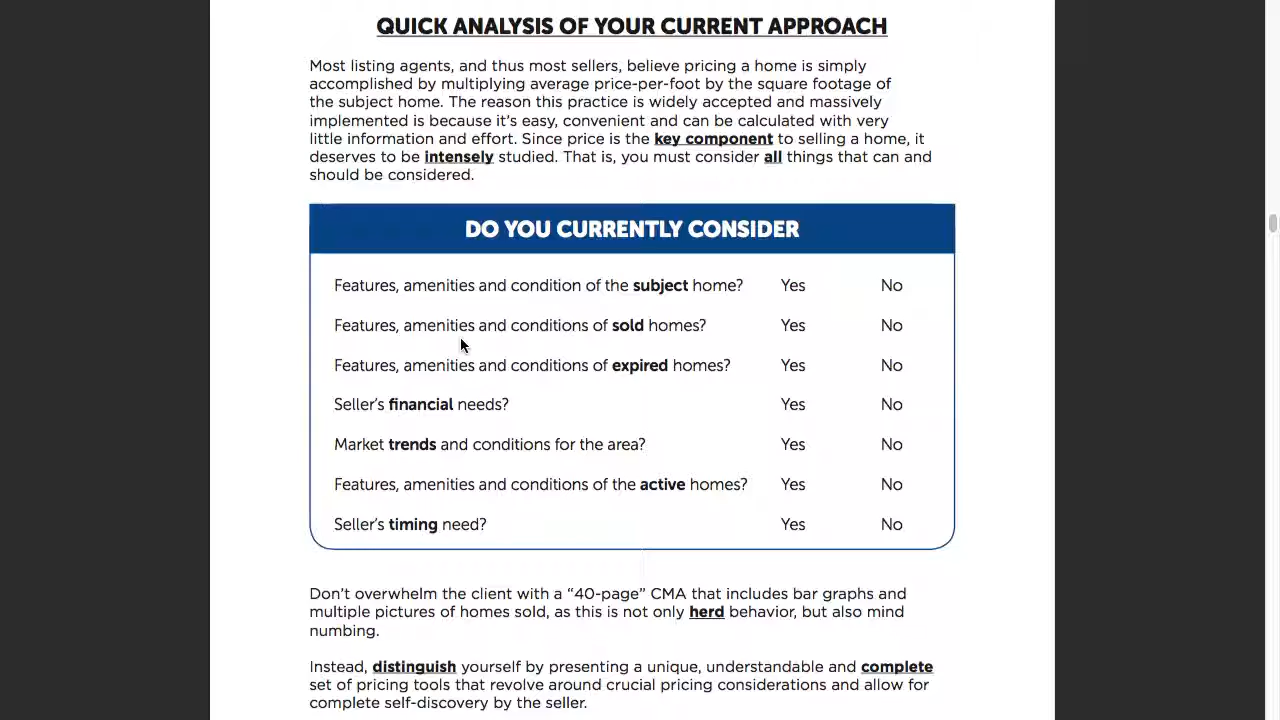 QUICK ANALYSIS OF YOUR CURRENT APPROACH
Most listing agents, and thus most sellers, believe pricing a home is simply
accomplished by multiplying average price-per-foot by the square footage of
the subject home. The reason this practice is widely accepted and massively
implemented is because it's easy, convenient and can be calculated with very
little information and effort. Since price is the key component to selling a home, it
deserves to be intensely studied. That is, you must consider all things that can and
should be considered.
DO YOU CURRENTLY CONSIDER
Features, amenities and condition of the subject home? Yes No
Features, amenities and conditions of sold homes? Yes No
Features, amenities and conditions of expired homes? Yes No
Seller's financial needs? Yes No
Market trends and conditions for the area? Yes No
Features, amenities and conditions of the active homes? Yes No
Seller's timing need? Yes No
Don't overwhelm the client with a "40-page" CMA that includes bar graphs and
multiple pictures of homes sold, as this is not only herd behavior, but also mind
numbing.
Instead, distinguish yourself by presenting a unique, understandable and complete
set of pricing tools that revolve around crucial pricing considerations and allow for
complete self-discovery by the seller.